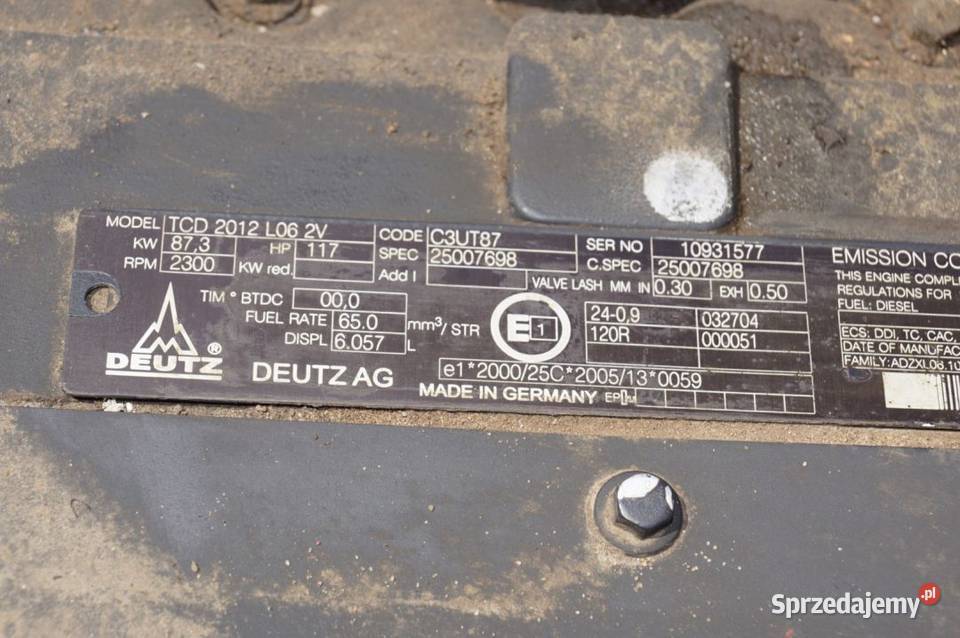 MODEL TCD 2012 L06 2V
KW 87,3 HP 117
RPM 2300 KW red.
CODE C3UT87
SPEC 25007698
Add I
SER NO 10931577
C.SPEC 25007698
VALVE LASH MM IN 0.30 EXH 0.50
TIM ° BTDC 00,0
FUEL RATE 65.0 mm³/STR
DISPL 6.057 L
E 1
24-0.9 032704
120R 000051
DEUTZ ®
DEUTZ AG
e1*2000/25C*2005/13*0059
MADE IN GERMANY
EMISSION CO
THIS ENGINE COMPL
REGULATIONS FOR
FUEL: DIESEL
ECS: DDI, TC, CAC,
DATE OF MANUFAC
FAMILY: ADZXL06.10
Sprzedajemy.pl